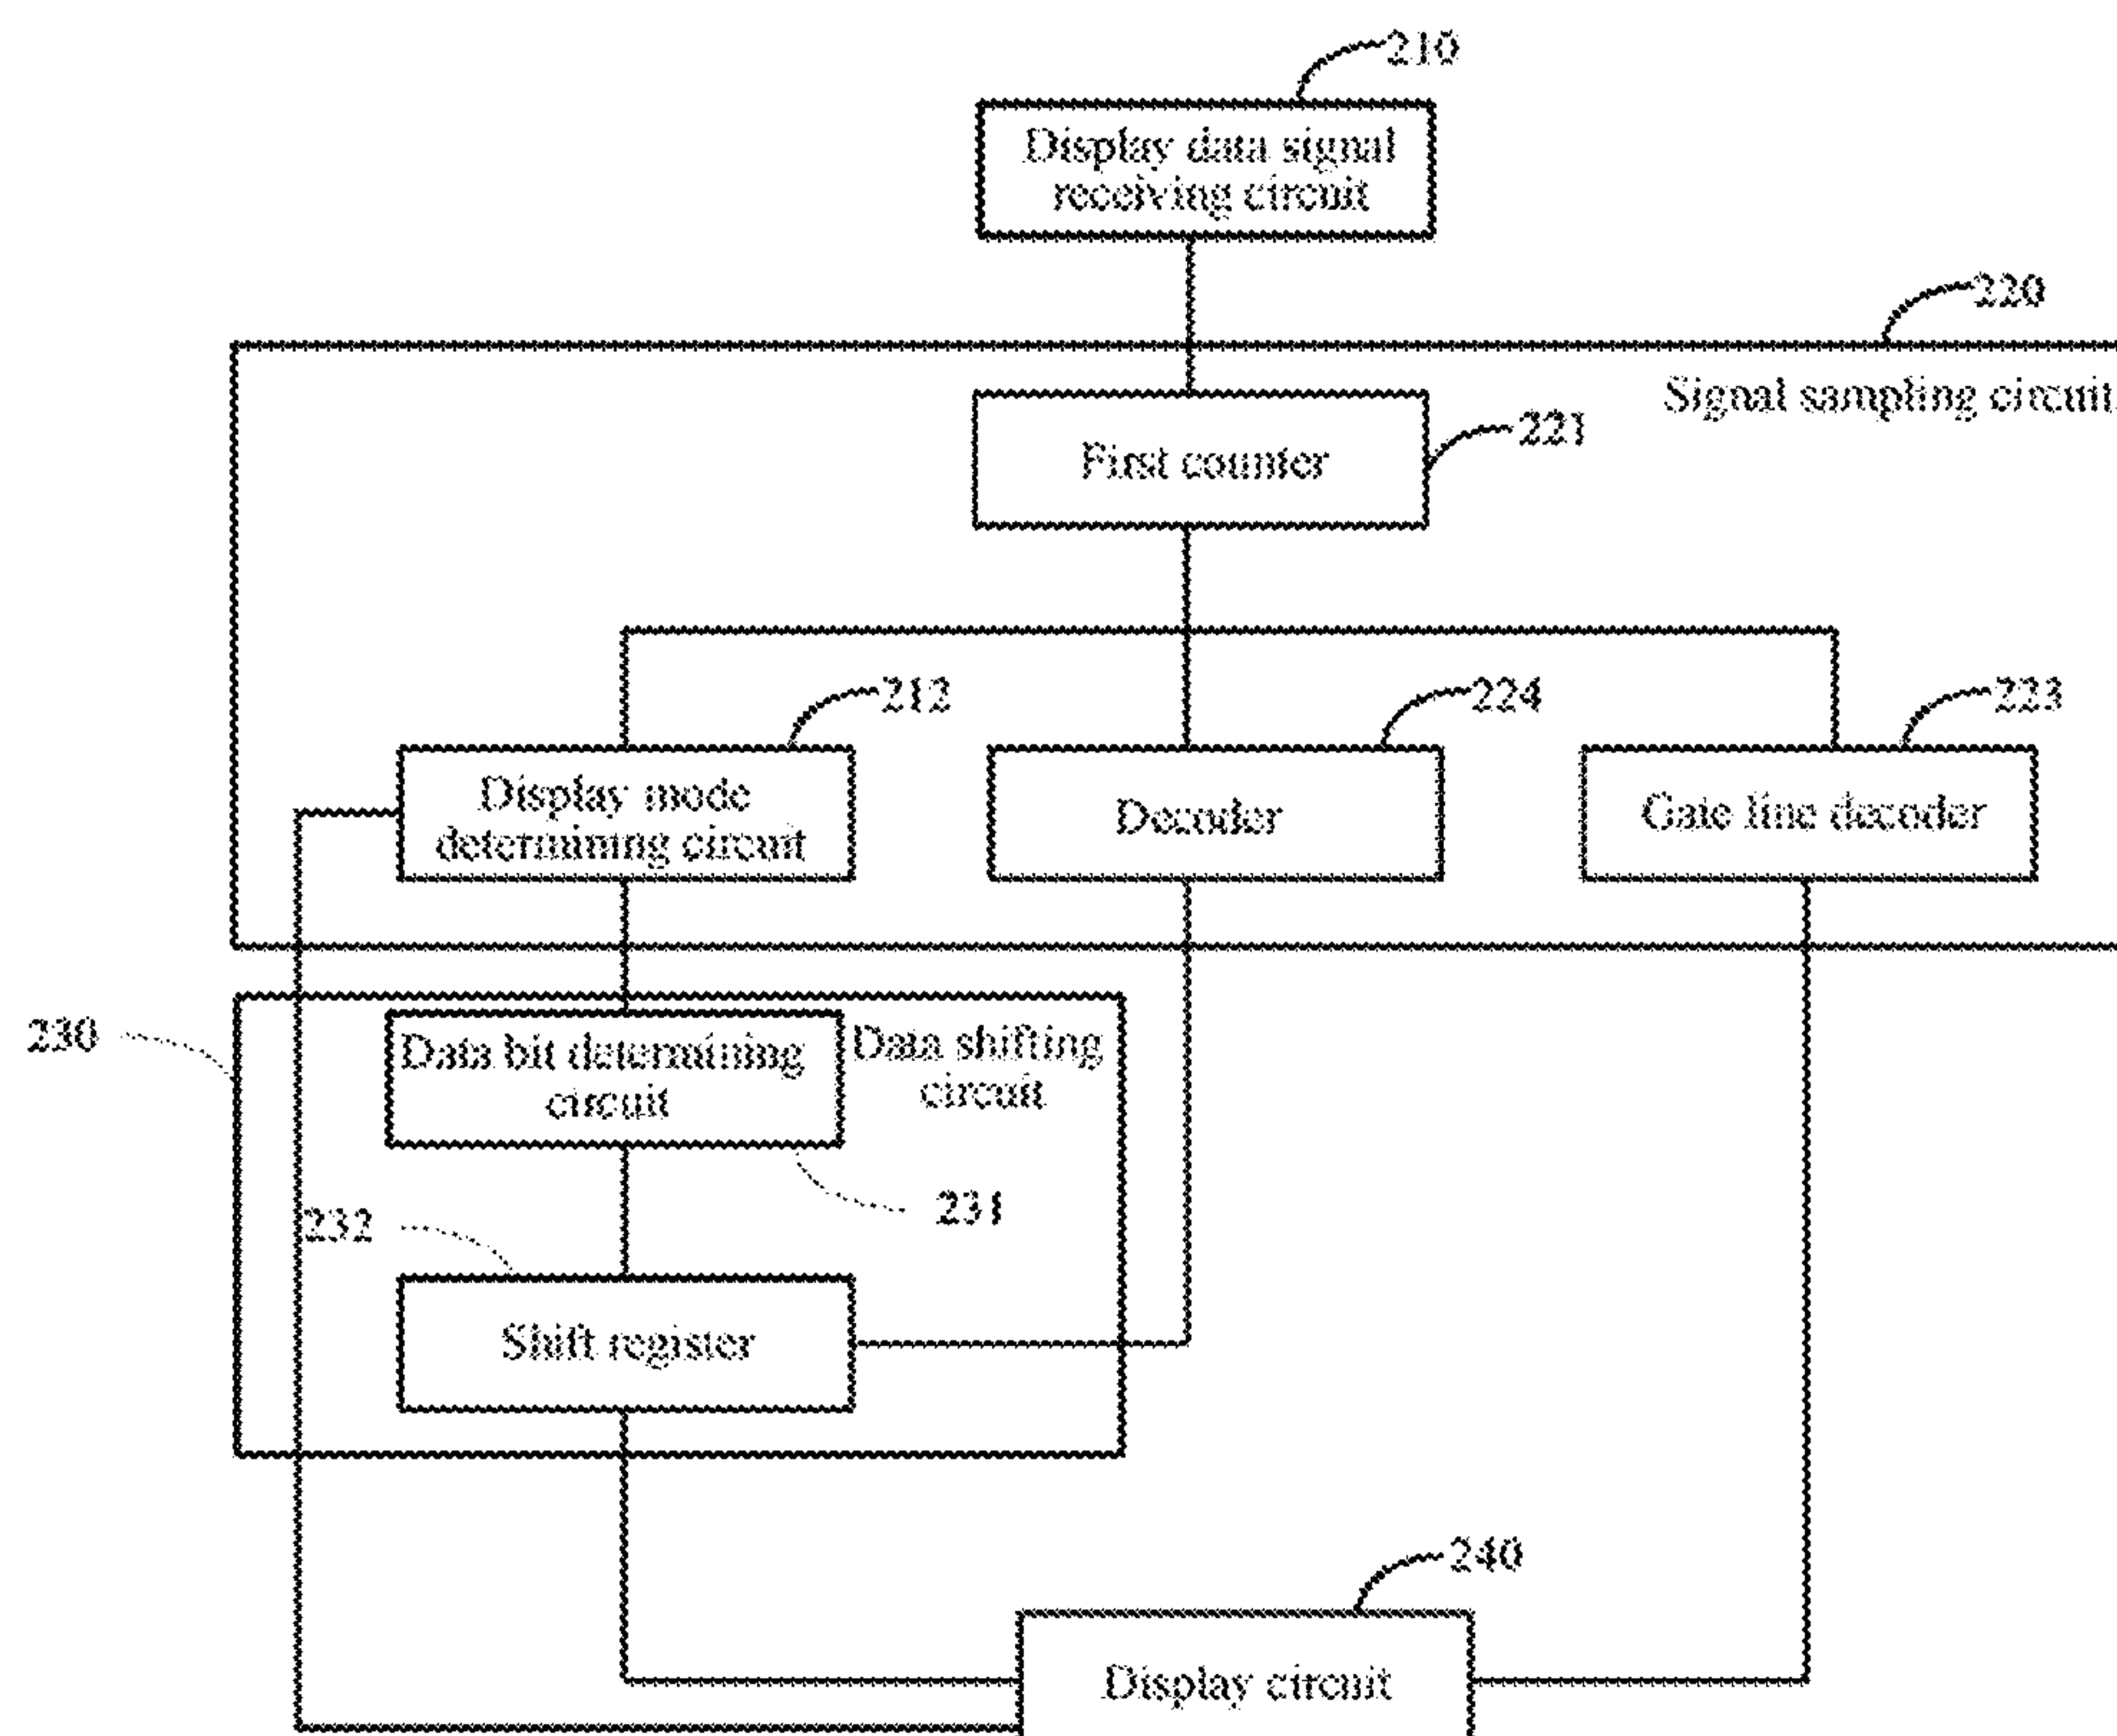 210
Display data signal
receiving circuit
220
Signal sampling circuit
First counter
221
212
224
223
Display mode
determining circuit
Decoder
Gate line decoder
230
Data bit determining
circuit
Data shifting
circuit
231
232
Shift register
240
Display circuit